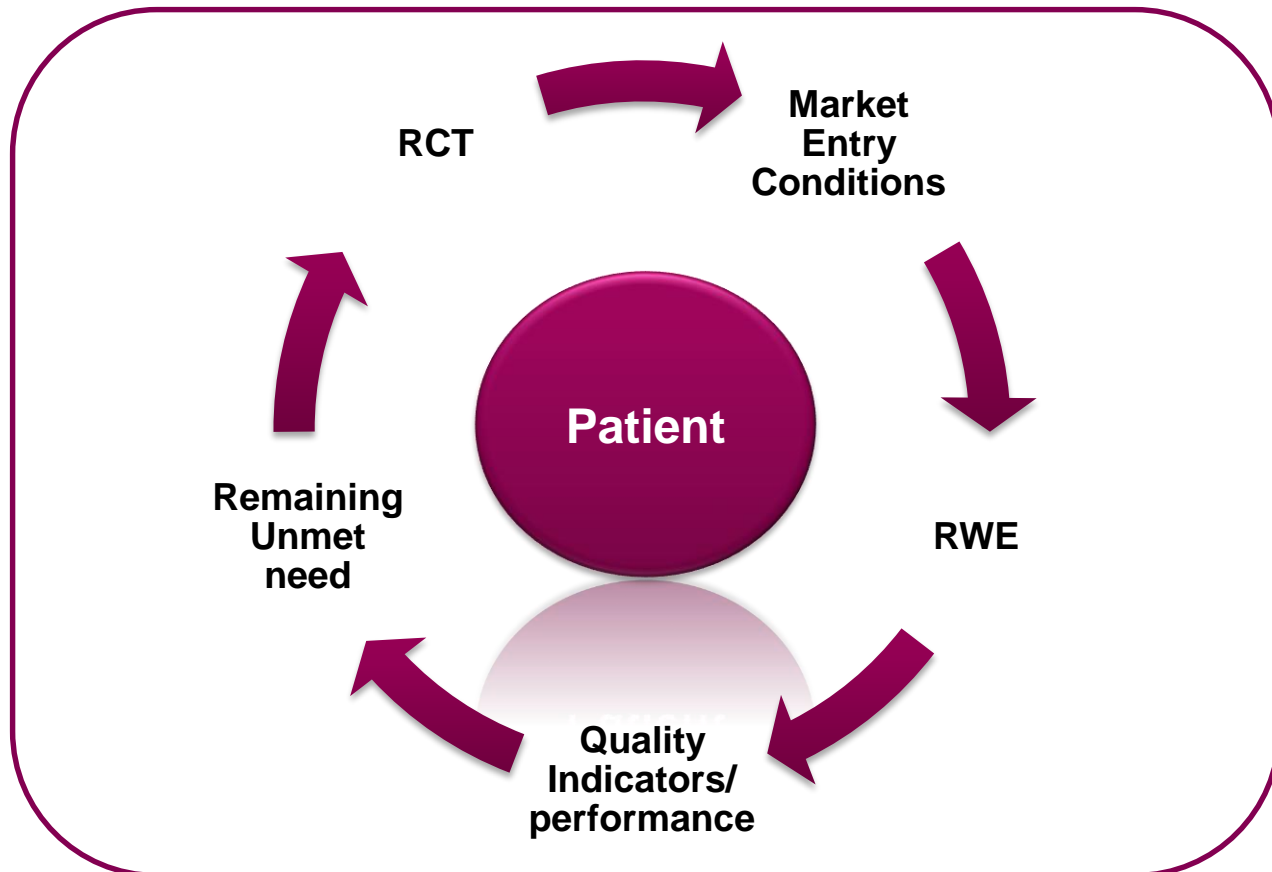 RCT
Market
Entry
Conditions
Patient
RWE
Quality
Indicators/
performance
Remaining
Unmet
need